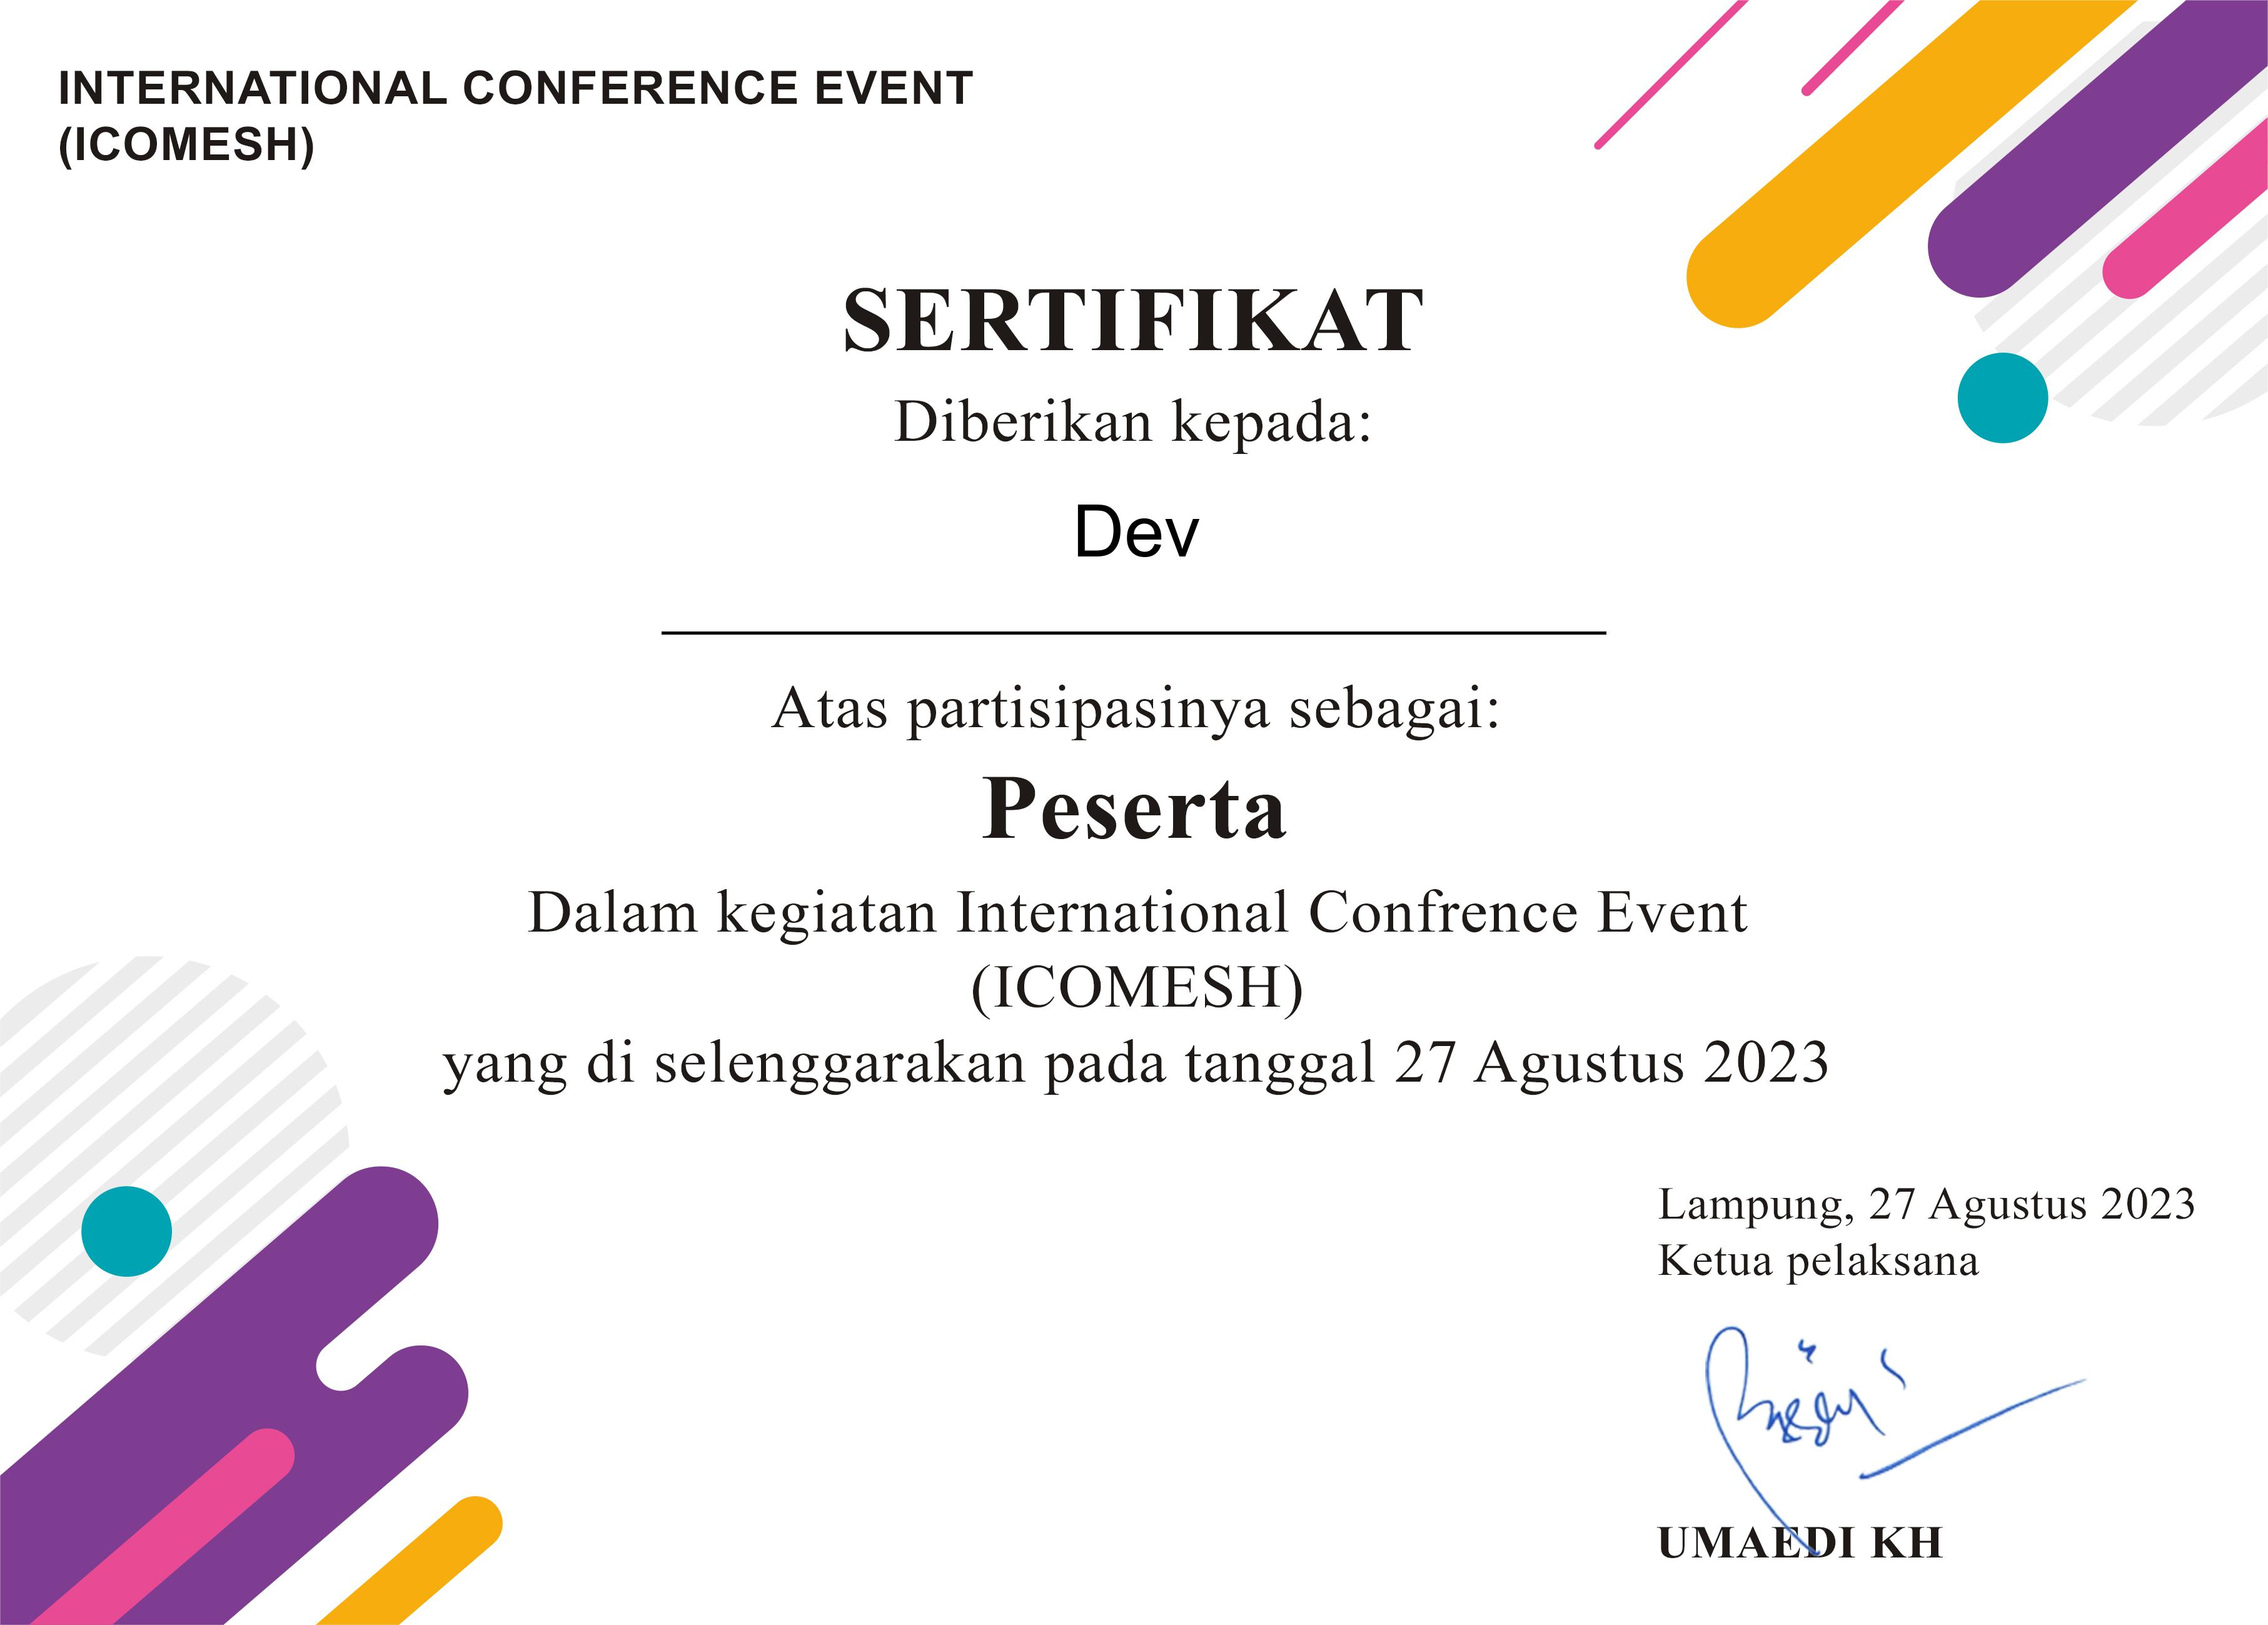 INTERNATIONAL CONFERENCE EVENT
(ICOMESH)
SERTIFIKAT
Diberikan kepada:
Dev
Atas partisipasinya sebagai:
Peserta
Dalam kegiatan International Confrence Event
(ICOMESH)
yang di selenggarakan pada tanggal 27 Agustus 2023
Lampung, 27 Agustus 2023
Ketua pelaksana
UMAEDI KH